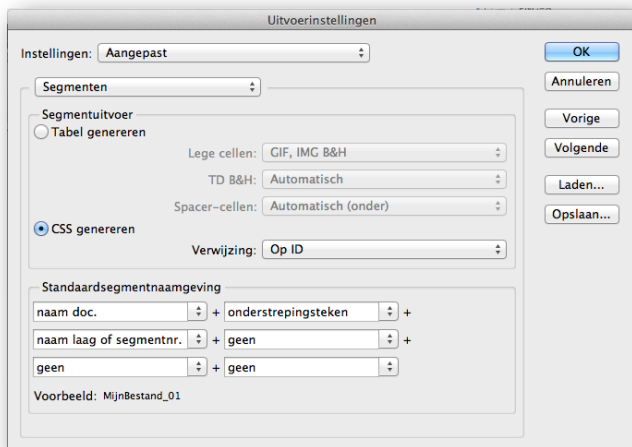 Uitvoerinstellingen
Instellingen: Aangepast
OK
Segmenten
Annuleren
Segmentuitvoer
Tabel genereren
Vorige
Lege cellen: GIF, IMG B&H
Volgende
TD B&H: Automatisch
Laden...
Spacer-cellen: Automatisch (onder)
Opslaan...
CSS genereren
Verwijzing: Op ID
Standaardsegmentnaamgeving
naam doc. + onderstrepingsteken +
naam laag of segmentnr. + geen +
geen + geen
Voorbeeld: MijnBestand_01